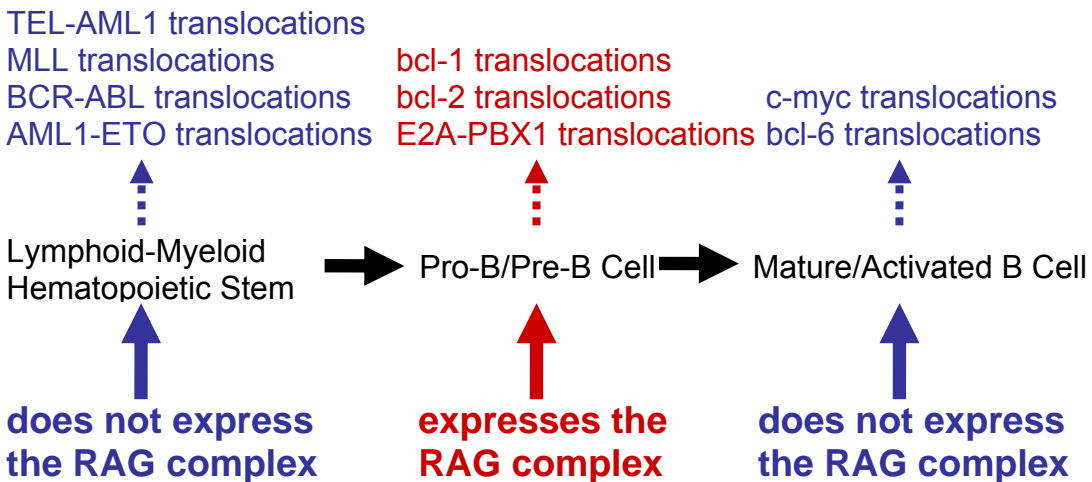 TEL-AML1 translocations
MLL translocations
BCR-ABL translocations
AML1-ETO translocations
bcl-1 translocations
bcl-2 translocations
E2A-PBX1 translocations
c-myc translocations
bcl-6 translocations
Lymphoid-Myeloid
Hematopoietic Stem
Pro-B/Pre-B Cell
Mature/Activated B Cell
does not express
the RAG complex
expresses the
RAG complex
does not express
the RAG complex